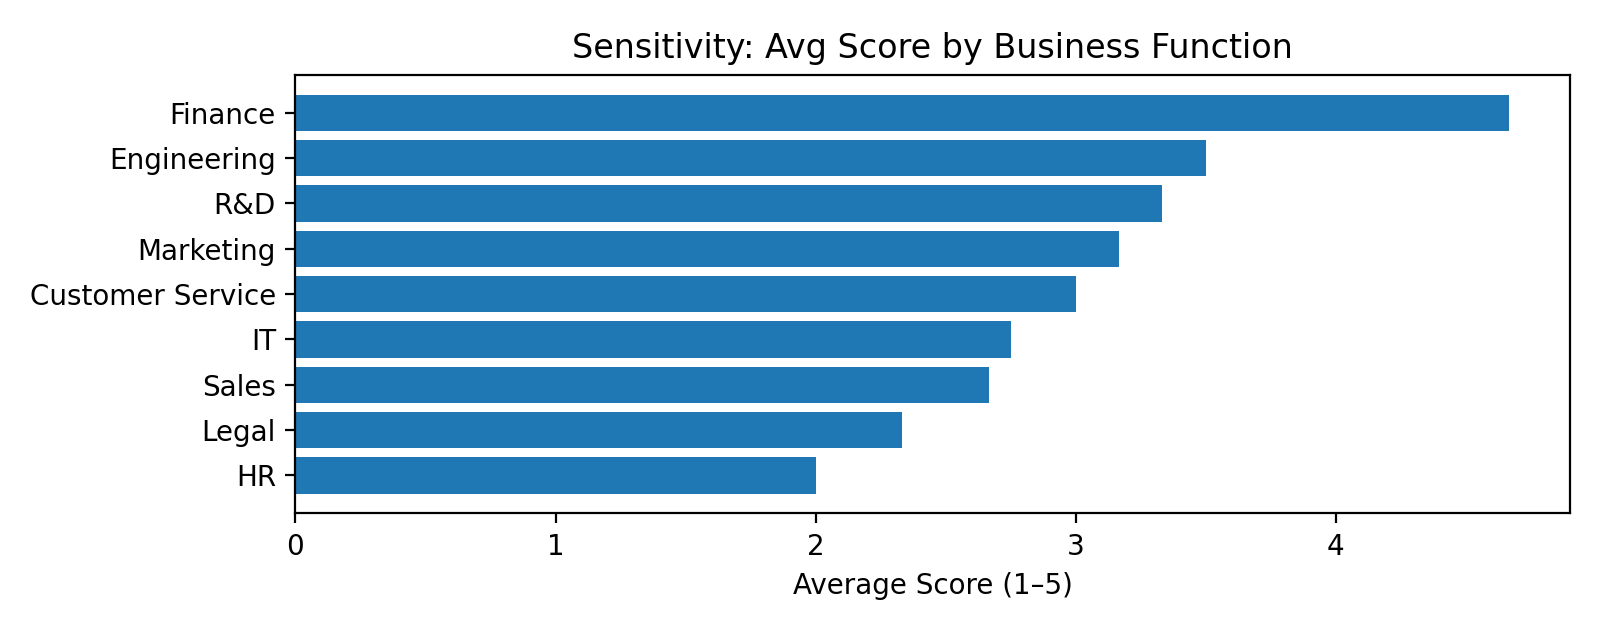 Sensitivity: Avg Score by Business Function
Finance
Engineering
R&D
Marketing
Customer Service
IT
Sales
Legal
HR
0 1 2 3 4
Average Score (1–5)